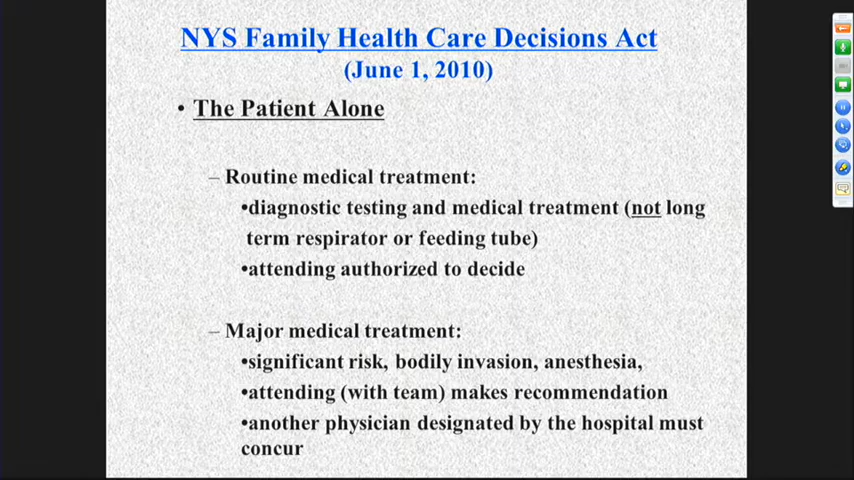 NYS Family Health Care Decisions Act
(June 1, 2010)
• The Patient Alone
– Routine medical treatment:
•diagnostic testing and medical treatment (not long
term respirator or feeding tube)
•attending authorized to decide
– Major medical treatment:
•significant risk, bodily invasion, anesthesia,
•attending (with team) makes recommendation
•another physician designated by the hospital must
concur